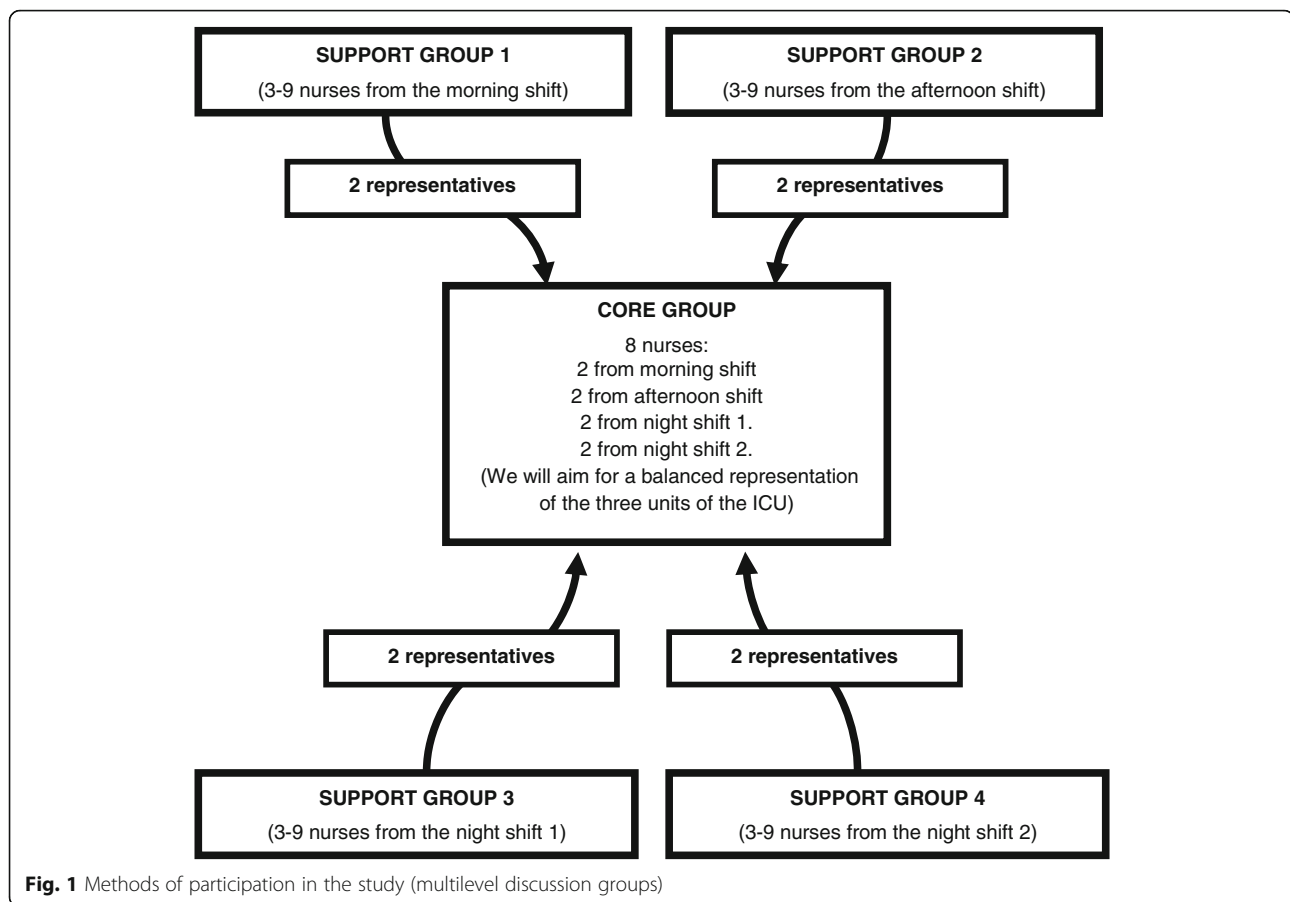 SUPPORT GROUP 1
(3-9 nurses from the morning shift)
SUPPORT GROUP 2
(3-9 nurses from the afternoon shift)
2 representatives
2 representatives
CORE GROUP
8 nurses:
2 from morning shift
2 from afternoon shift
2 from night shift 1.
2 from night shift 2.
(We will aim for a balanced representation
of the three units of the ICU)
2 representatives
2 representatives
SUPPORT GROUP 3
(3-9 nurses from the night shift 1)
SUPPORT GROUP 4
(3-9 nurses from the night shift 2)
Fig. 1 Methods of participation in the study (multilevel discussion groups)